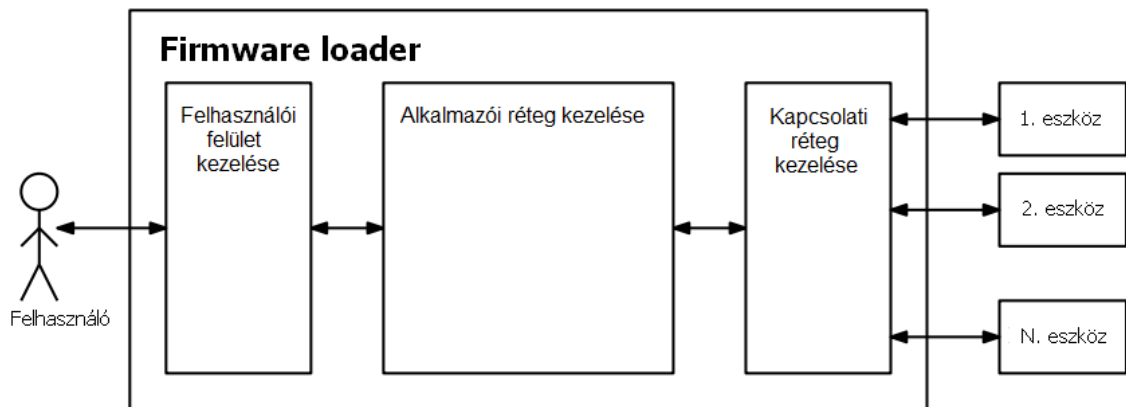 Firmware loader
Felhasználói
felület
kezelése
Alkalmazói réteg kezelése
Kapcsolati
réteg
kezelése
1. eszköz
2. eszköz
N. eszköz
Felhasználó